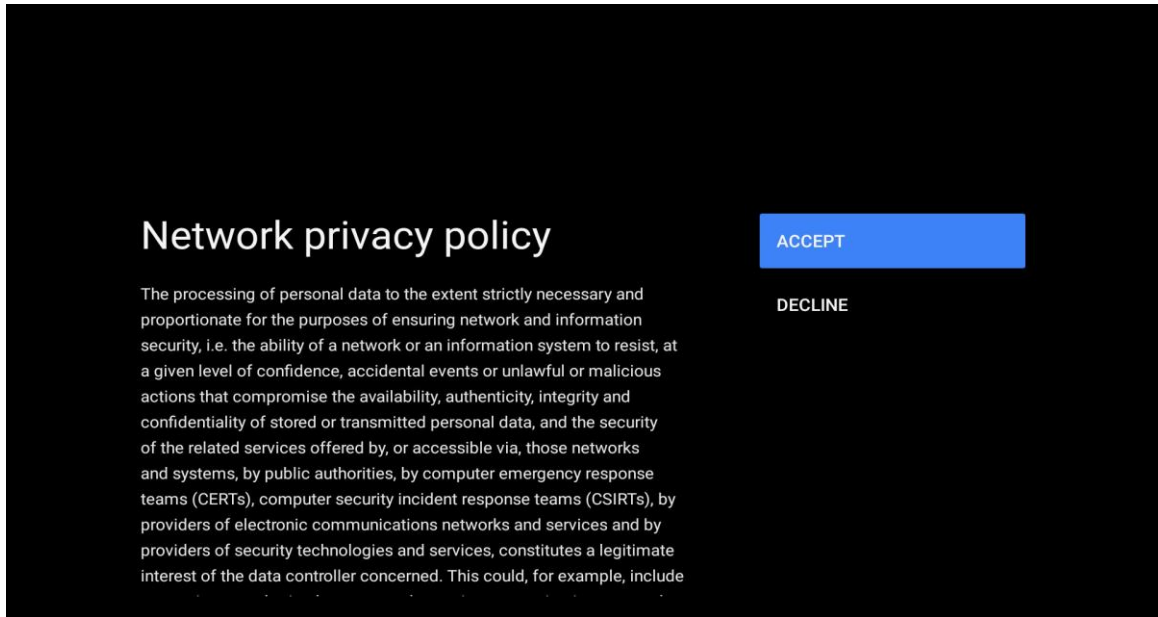 Network privacy policy
The processing of personal data to the extent strictly necessary and
proportionate for the purposes of ensuring network and information
security, i.e. the ability of a network or an information system to resist, at
a given level of confidence, accidental events or unlawful or malicious
actions that compromise the availability, authenticity, integrity and
confidentiality of stored or transmitted personal data, and the security
of the related services offered by, or accessible via, those networks
and systems, by public authorities, by computer emergency response
teams (CERTs), computer security incident response teams (CSIRTs), by
providers of electronic communications networks and services and by
providers of security technologies and services, constitutes a legitimate
interest of the data controller concerned. This could, for example, include
ACCEPT
DECLINE